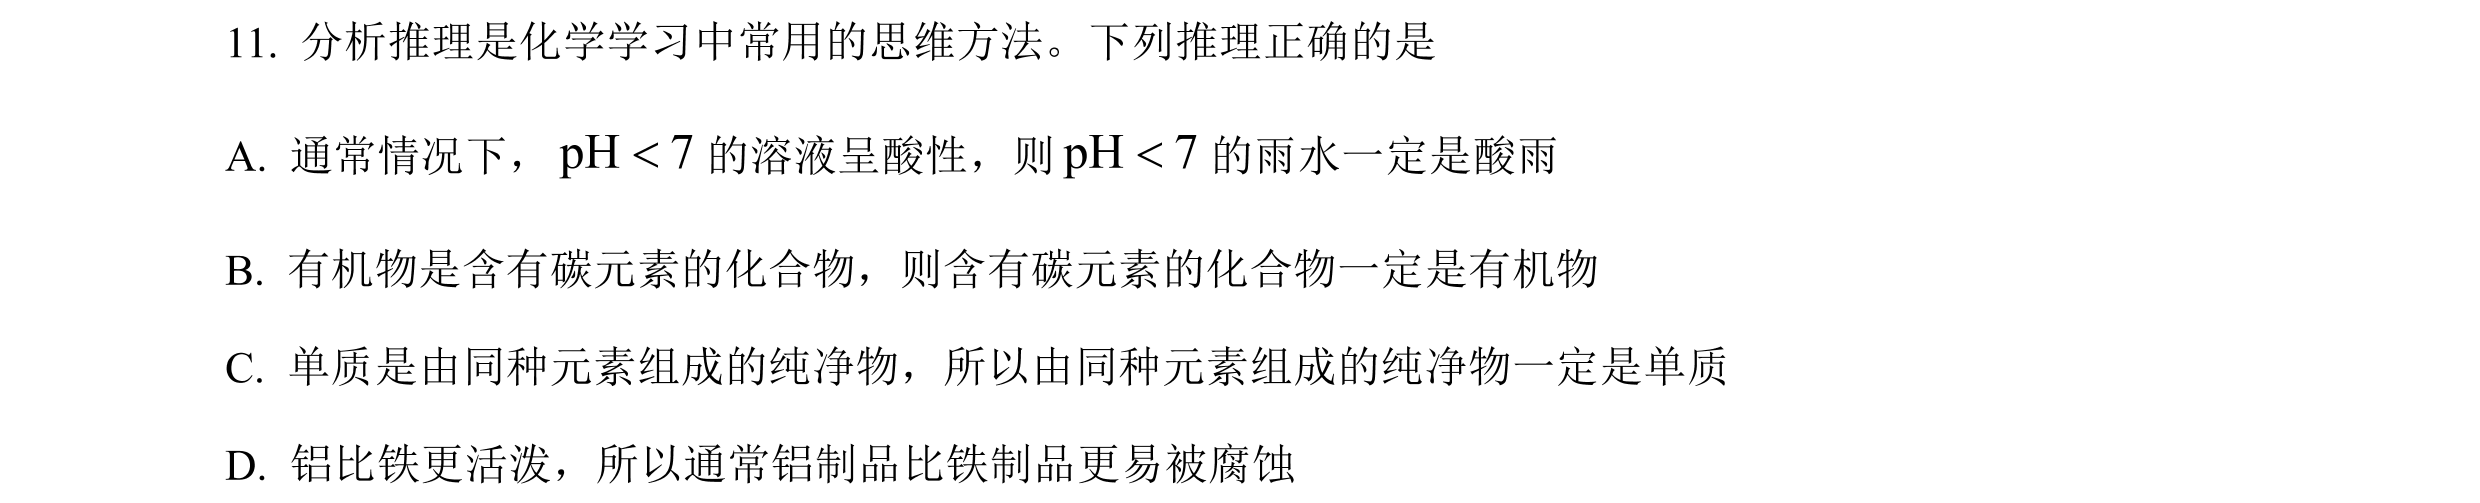 11. 分析推理是化学学习中常用的思维方法。下列推理正确的是
A. 通常情况下，pH < 7 的溶液呈酸性，则 pH < 7 的雨水一定是酸雨
B. 有机物是含有碳元素的化合物，则含有碳元素的化合物一定是有机物
C. 单质是由同种元素组成的纯净物，所以由同种元素组成的纯净物一定是单质
D. 铝比铁更活泼，所以通常铝制品比铁制品更易被腐蚀